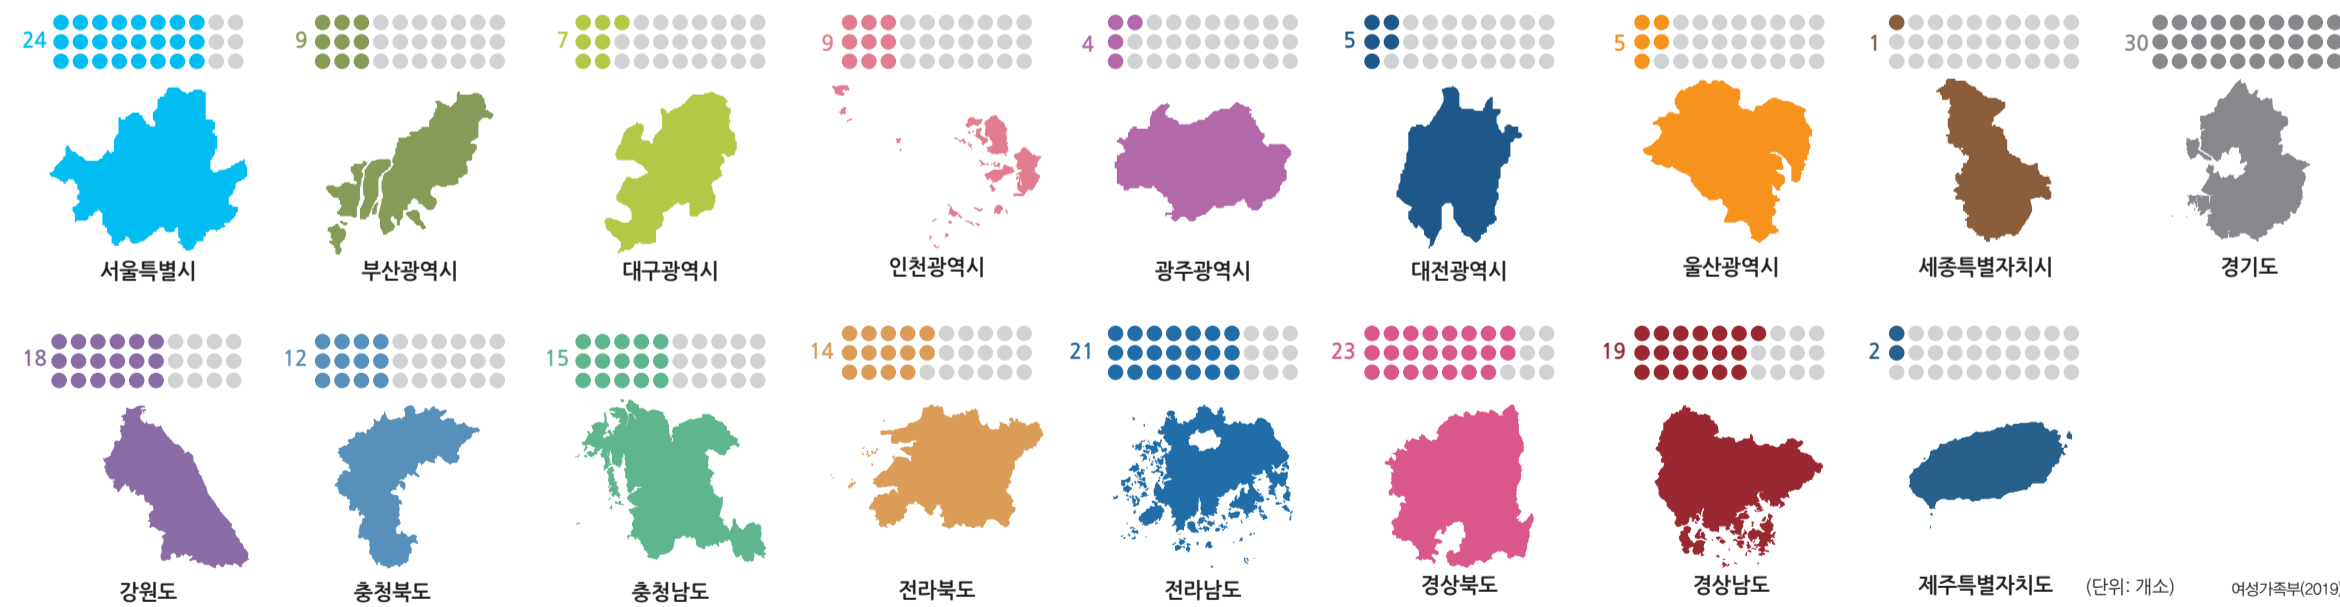 24
9
7
9
4
5
5
1
30
서울특별시
부산광역시
대구광역시
인천광역시
광주광역시
대전광역시
울산광역시
세종특별자치시
경기도
18
12
15
14
21
23
19
2
강원도
충청북도
충청남도
전라북도
전라남도
경상북도
경상남도
제주특별자치도
(단위: 개소)
여성가족부(2019)